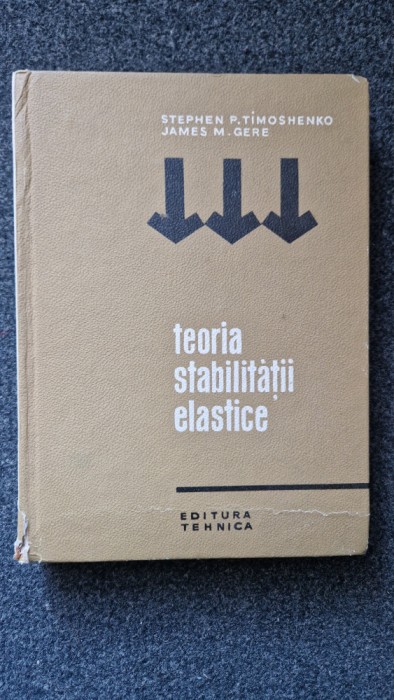 STEPHEN P. TIMOSHENKO
JAMES M. GERE
teoria
stabilității
elastice
EDITURA
TEHNICA